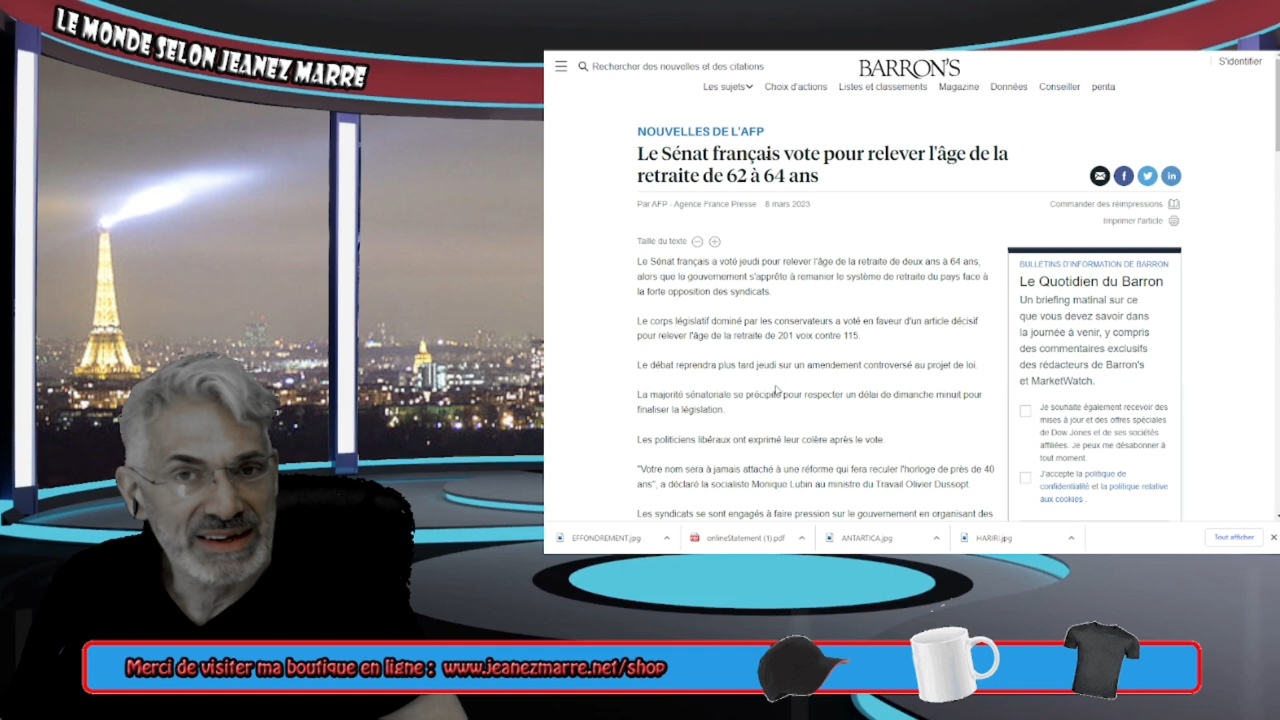 LE MONDE SELON JEANEZ MARRE
Rechercher des nouvelles et des citations
BARRON'S
S'identifier
Les sujets
Choix d'actions
Listes et classements
Magazine
Données
Conseiller
penta
NOUVELLES DE L'AFP
Le Sénat français vote pour relever l'âge de la
retraite de 62 à 64 ans
Par AFP - Agence France Presse
8 mars 2023
Commander des réimpressions
Imprimer l'article
Taille du texte
Le Sénat français a voté jeudi pour relever l'âge de la retraite de deux ans à 64 ans,
alors que le gouvernement s'apprête à remanier le système de retraite du pays face à
la forte opposition des syndicats.
Le corps législatif dominé par les conservateurs a voté en faveur d'un article décisif
pour relever l'âge de la retraite de 201 voix contre 115.
Le débat reprendra plus tard jeudi sur un amendement controversé au projet de loi.
La majorité sénatoriale se précipite pour respecter un délai de dimanche minuit pour
finaliser la législation.
Les politiciens libéraux ont exprimé leur colère après le vote.
"Votre nom sera à jamais attaché à une réforme qui fera reculer l'horloge de près de 40
ans", a déclaré la socialiste Monique Lubin au ministre du Travail Olivier Dussopt.
Les syndicats se sont engagés à faire pression sur le gouvernement en organisant des
BULLETINS D'INFORMATION DE BARRON
Le Quotidien du Barron
Un briefing matinal sur ce
que vous devez savoir dans
la journée à venir, y compris
des commentaires exclusifs
des rédacteurs de Barron's
et MarketWatch.
Je souhaite également recevoir des
mises à jour et des offres spéciales
de Dow Jones et de ses sociétés
affiliées. Je peux me désabonner à
tout moment.
J'accepte la politique de
confidentialité et la politique relative
aux cookies .
EFFONDREMENT.jpg
onlineStatement (1).pdf
ANTARTICA.jpg
HARIRI.jpg
Tout afficher
Merci de visiter ma boutique en ligne : www.jeanezmarre.net/shop